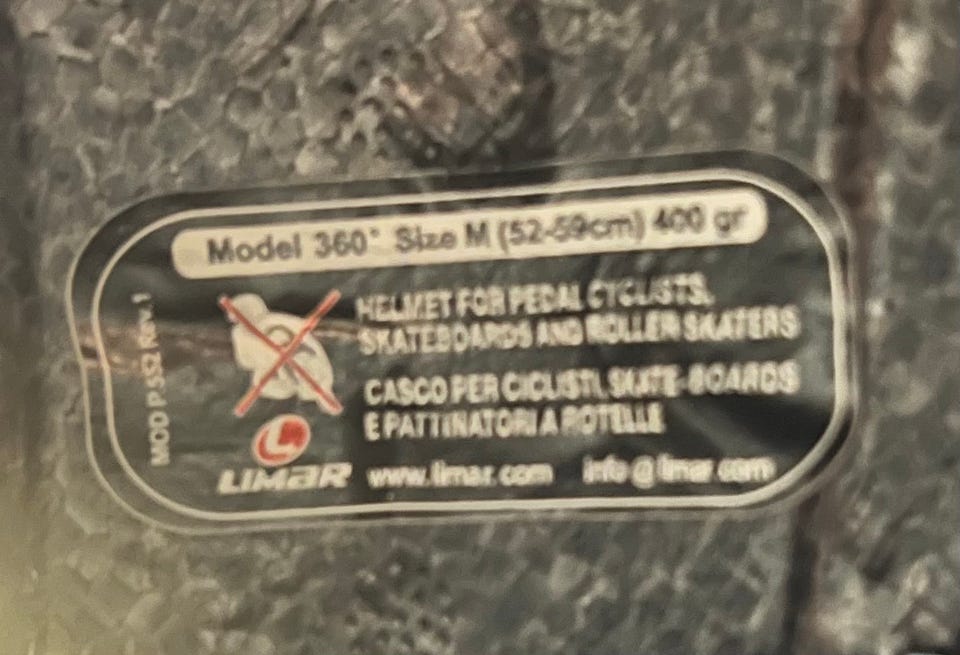 Model 360° Size M (52-59cm) 400 gr
MOD P 552 Rev. 1
HELMET FOR PEDAL CYCLISTS,
SKATEBOARDS AND ROLLER SKATERS
CASCO PER CICLISTI, SKATE-BOARDS
E PATTINATORI A ROTELLE
LIMAR www.limar.com info@limar.com